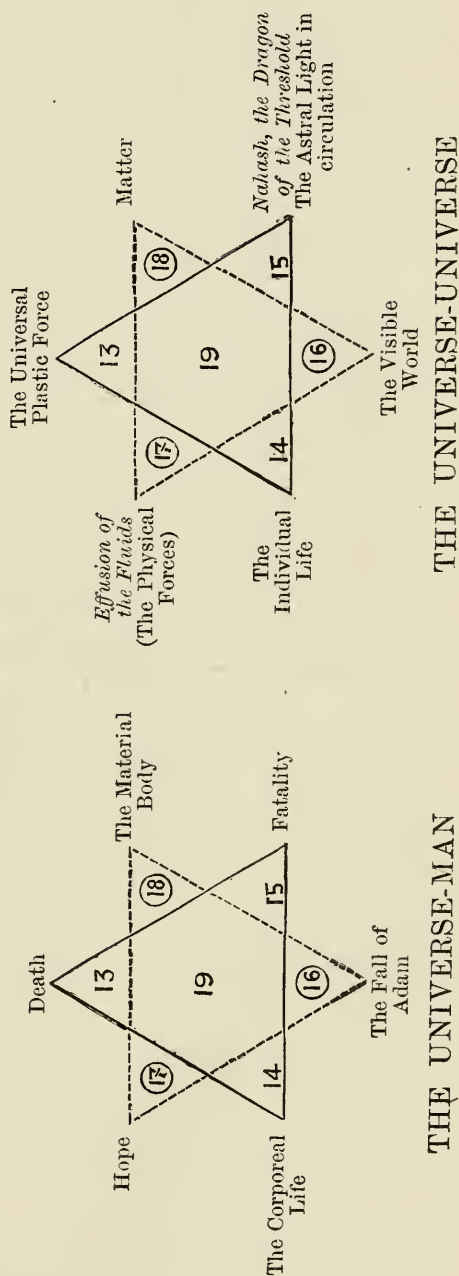 Death
Hope
The Material
Body
13
17
18
19
14
15
16
The Corporeal
Life
Fatality
The Fall of
Adam
THE UNIVERSE-MAN
The Universal
Plastic Force
Effusion of
the Fluids
(The Physical
Forces)
Matter
13
17
18
19
14
15
16
The
Individual
Life
Nahash, the Dragon
of the Threshold
The Astral Light in
circulation
The Visible
World
THE UNIVERSE-UNIVERSE